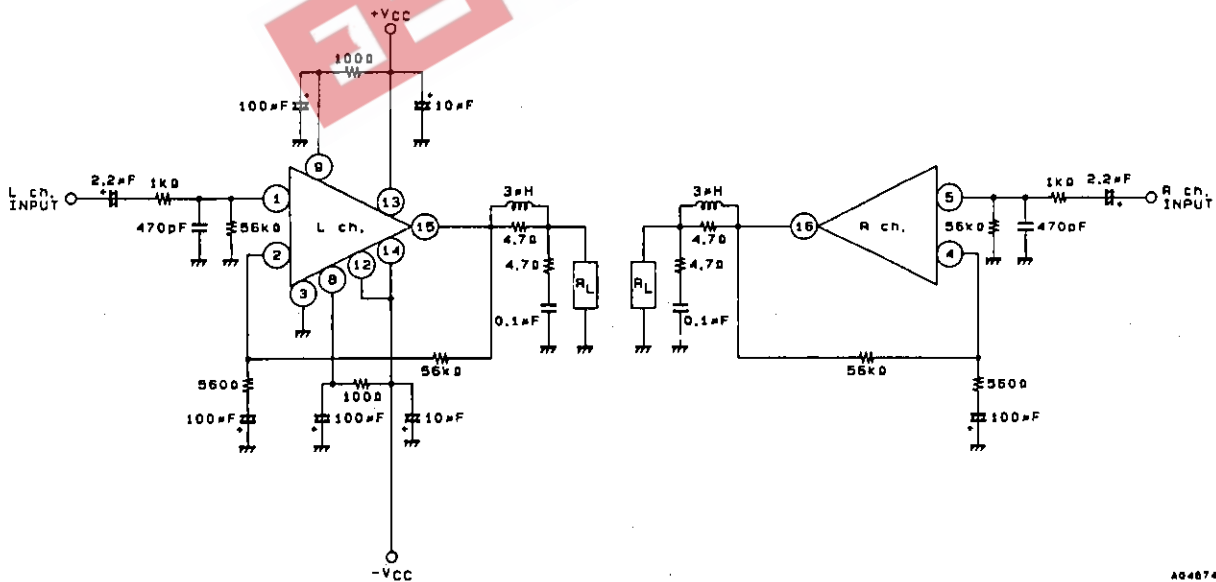 +VCC
100Ω
100µF
+
+
10µF
9
L ch.
INPUT
2.2µF
+
1kΩ
1
13
470pF
56kΩ
L ch.
15
2
12
14
8
3
3µH
4.7Ω
4.7Ω
RL
0.1µF
56kΩ
560Ω
100µF
+
100Ω
100µF
+
10µF
+
-VCC
3µH
16
4.7Ω
4.7Ω
RL
0.1µF
R ch.
5
4
1kΩ
2.2µF
+
R ch.
INPUT
56kΩ
470pF
56kΩ
560Ω
100µF
+
A04874